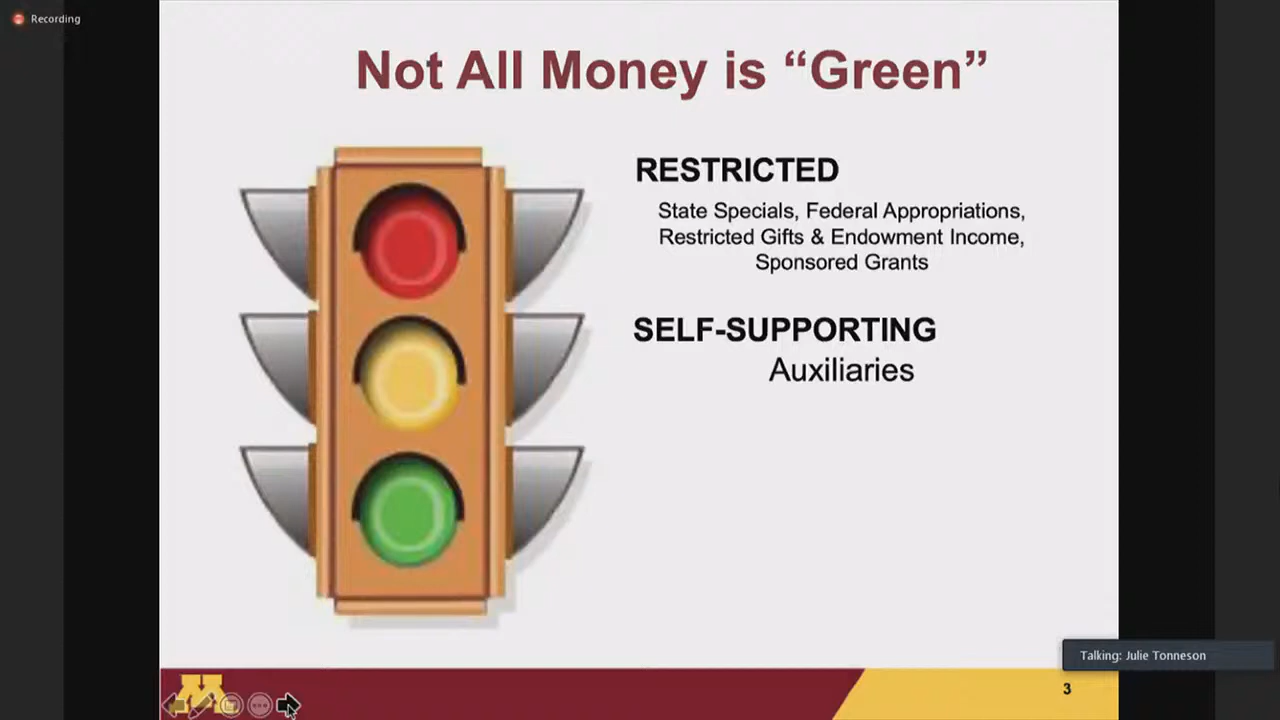 Recording
Not All Money is “Green”
RESTRICTED
State Specials, Federal Appropriations,
Restricted Gifts & Endowment Income,
Sponsored Grants
SELF-SUPPORTING
Auxiliaries
Talking: Julie Tonneson
M
3